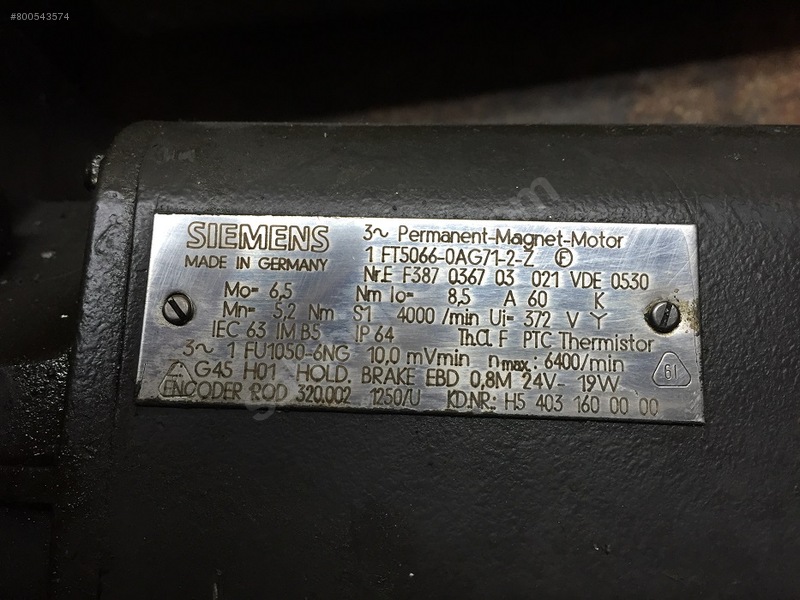 #800543574
SIEMENS
MADE IN GERMANY
3~ Permanent-Magnet-Motor
1 FT5066-0AG71-2-Z F
Nr.E F387 0367 03 021 VDE 0530
Mo= 6,5 Nm Io= 8,5 A 60 K
Mn= 5,2 Nm S1 4000 /min Ui= 372 V Y
IEC 63 IM B5 IP 64 Th.Cl. F PTC Thermistor
3~ 1 FU1050-6NG 10,0 mVmin nmax.: 6400/min
Z: G45 H01 HOLD. BRAKE EBD 0,8M 24V- 19W
ENCODER ROD 320.002 1250/U KD.NR.: H5 403 160 00 00
61